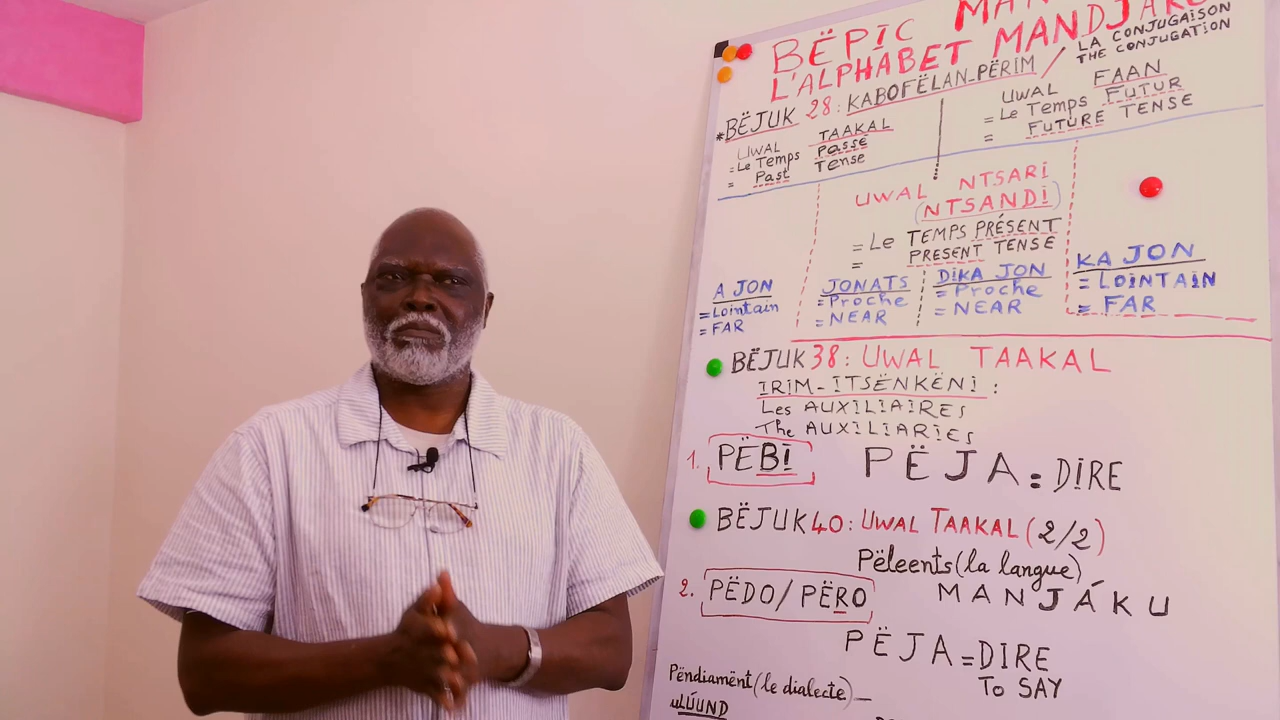 BËPIC MAN
L'ALPHABET MANDJAK
LA CONJUGAISON
THE CONJUGATION
*BËJUK 28: KABOFËLAN-PËRIM /
UWAL TAAKAL
= Le Temps Passé
= Past Tense
UWAL FAAN
= Le Temps FUTUR
= FUTURE TENSE
UWAL NTSARI
(NTSANDI)
= Le TEMPS PRÉSENT
= PRESENT TENSE
A JON
= Lointain
= FAR
JONATS
= Proche
= NEAR
DIKA JON
= Proche
= NEAR
KA JON
= LOINTAIN
= FAR
BËJUK 38: UWAL TAAKAL
IRIM-ITSËNKËNI:
Les AUXILIAIRES
The AUXILIARIES
1. PËBI PËJA = DIRE
BËJUK 40: UWAL TAAKAL (2/2)
Pëleents (la langue)
MANJÁKU
2. PËDO / PËRO
PËJA = DIRE
TO SAY
Pëndiamënt (le dialecte) –
uLÚUND